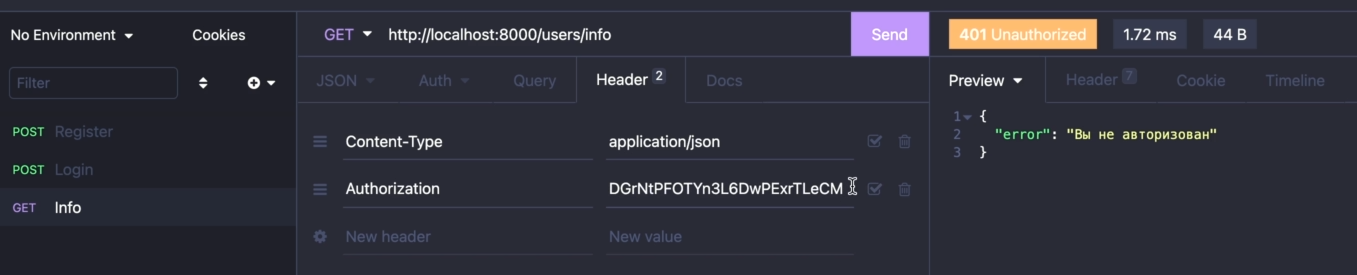 No Environment
Cookies
GET
http://localhost:8000/users/info
Send
401 Unauthorized
1.72 ms
44 B
Filter
JSON
Auth
Query
Header 2
Docs
Preview
Header 7
Cookie
Timeline
POST Register
POST Login
GET Info
Content-Type
application/json
Authorization
DGrNtPFOTYn3L6DwPExrTLeCM
New header
New value
1 {
2 "error": "Вы не авторизован"
3 }